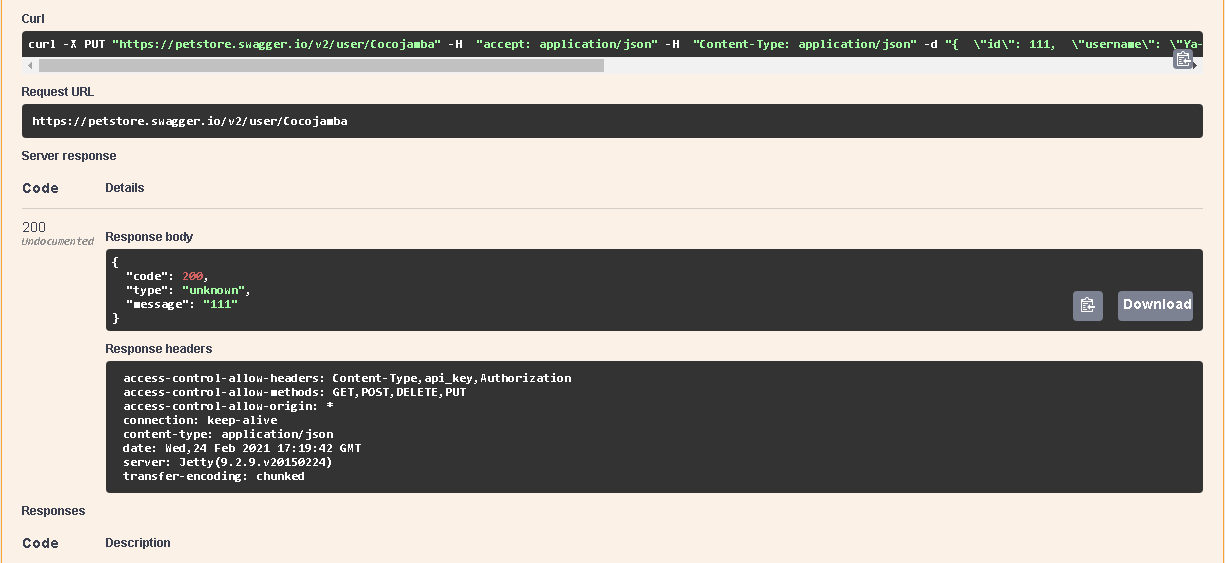 Curl
curl -X PUT "https://petstore.swagger.io/v2/user/Cocojamba" -H  "accept: application/json" -H  "Content-Type: application/json" -d "{  \"id\": 111,  \"username\": \"Ya-
Request URL
https://petstore.swagger.io/v2/user/Cocojamba
Server response
Code Details
200
Undocumented
Response body
{
  "code": 200,
  "type": "unknown",
  "message": "111"
}
Download
Response headers
access-control-allow-headers: Content-Type,api_key,Authorization
access-control-allow-methods: GET,POST,DELETE,PUT
access-control-allow-origin: *
connection: keep-alive
content-type: application/json
date: Wed,24 Feb 2021 17:19:42 GMT
server: Jetty(9.2.9.v20150224)
transfer-encoding: chunked
Responses
Code Description